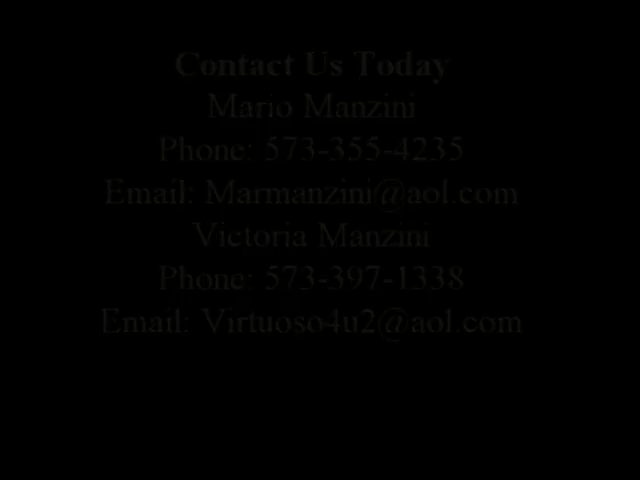 Contact Us Today
Mario Manzini
Phone: 573-355-4235
Email: Marmanzini@aol.com
Victoria Manzini
Phone: 573-397-1338
Email: Virtuoso4u2@aol.com